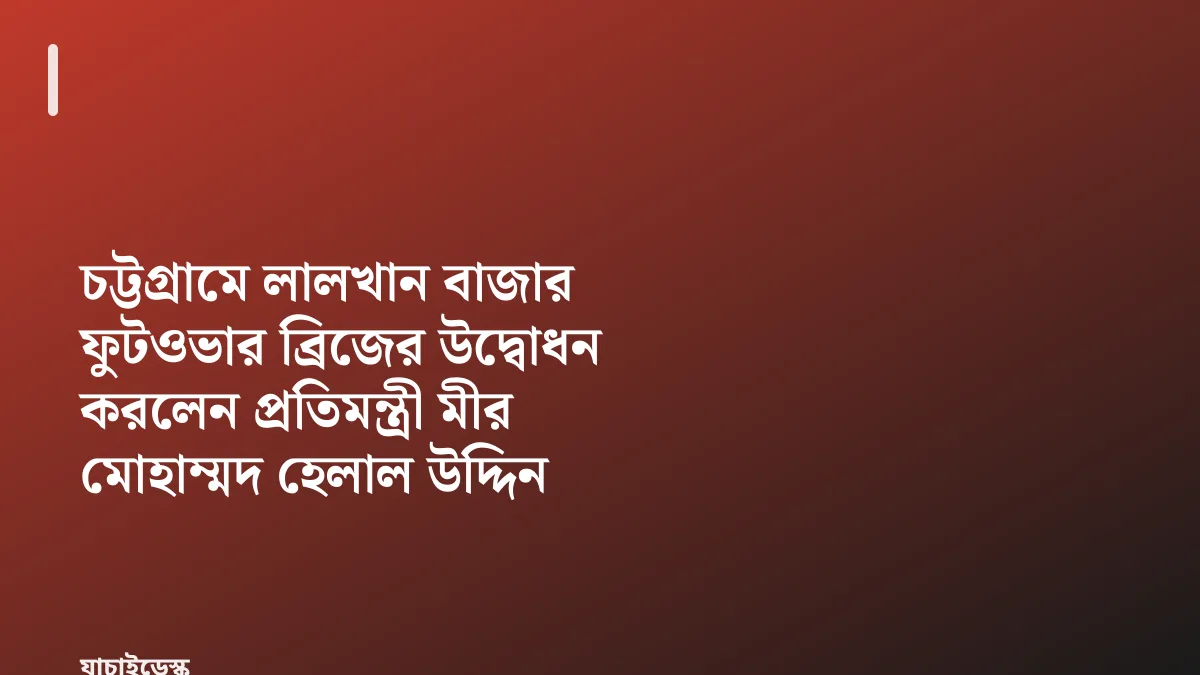 চট্টগ্রামে লালখান বাজার
ফুটওভার ব্রিজের উদ্বোধন
করলেন প্রতিমন্ত্রী মীর
মোহাম্মদ হেলাল উদ্দিন
যাচাইডেস্ক